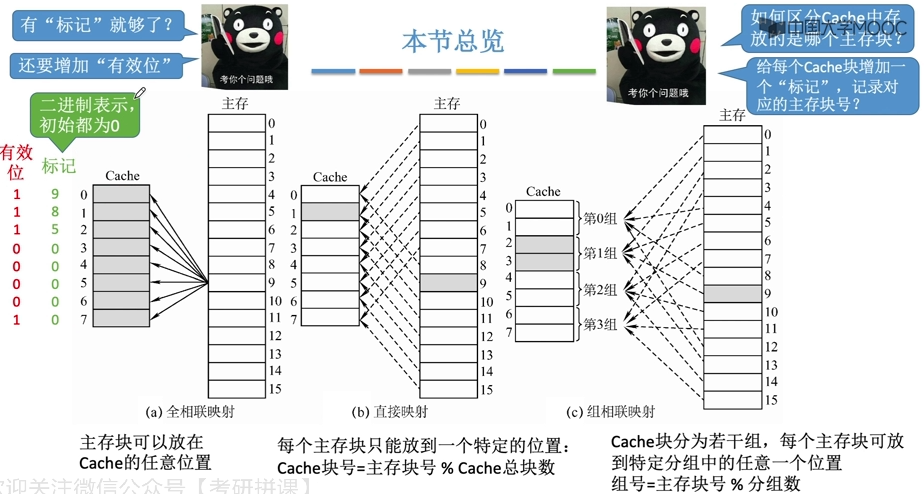 有“标记”就够了？
还要增加“有效位”
考你个问题哦
本节总览
考你个问题哦
如何区分Cache中存
放的是哪个主存块？
中国大学MOOC
给每个Cache块增加一
个“标记”，记录对
应的主存块号？
二进制表示，
初始都为0
有效
位
标记
1 9
1 8
1 5
0 0
0 0
0 0
0 0
1 0
Cache
0
1
2
3
4
5
6
7
主存
0
1
2
3
4
5
6
7
8
9
10
11
12
13
14
15
(a) 全相联映射
Cache
0
1
2
3
4
5
6
7
主存
0
1
2
3
4
5
6
7
8
9
10
11
12
13
14
15
(b) 直接映射
Cache
0
1
2
3
4
5
6
7
第0组
第1组
第2组
第3组
主存
0
1
2
3
4
5
6
7
8
9
10
11
12
13
14
15
(c) 组相联映射
主存块可以放在
Cache的任意位置
每个主存块只能放到一个特定的位置：
Cache块号=主存块号 % Cache总块数
Cache块分为若干组，每个主存块可放
到特定分组中的任意一个位置
组号=主存块号 % 分组数
欢迎关注微信公众号【考研拼课】